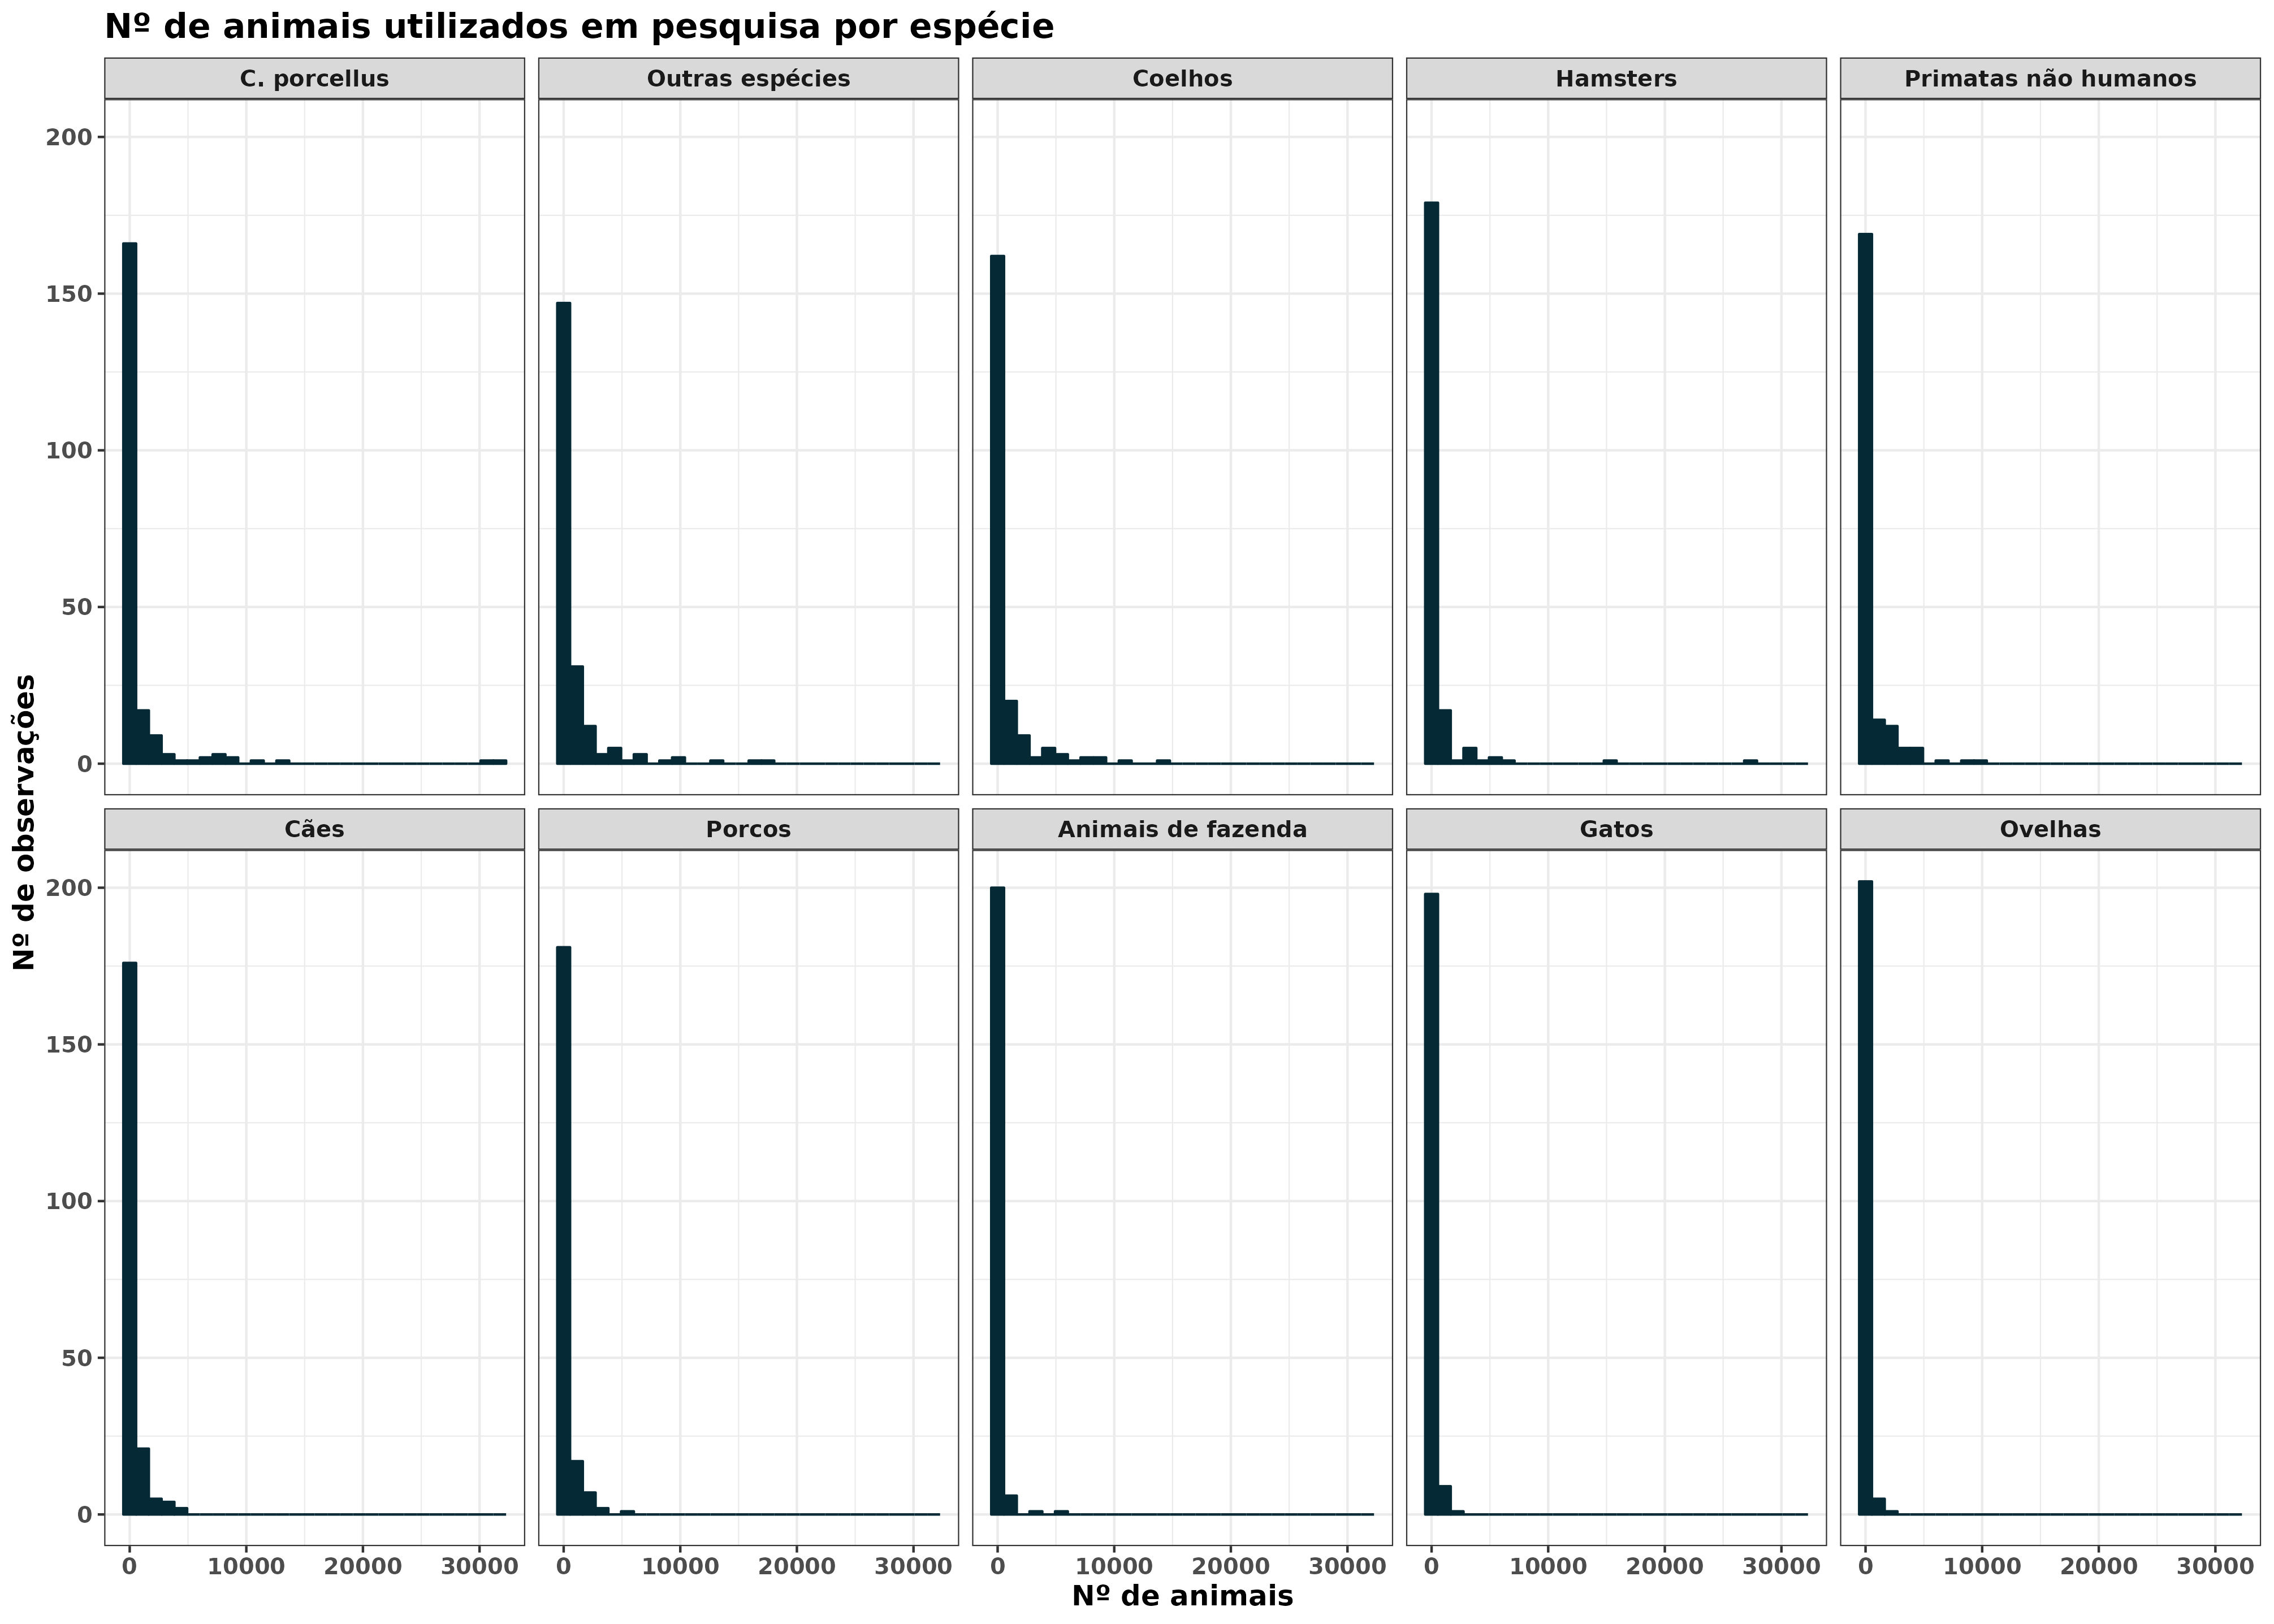 Nº de animais utilizados em pesquisa por espécie
C. porcellus
Outras espécies
Coelhos
Hamsters
Primatas não humanos
200
150
100
50
0
Nº de observações
Cães
Porcos
Animais de fazenda
Gatos
Ovelhas
200
150
100
50
0
0 10000 20000 30000
0 10000 20000 30000
0 10000 20000 30000
0 10000 20000 30000
0 10000 20000 30000
Nº de animais